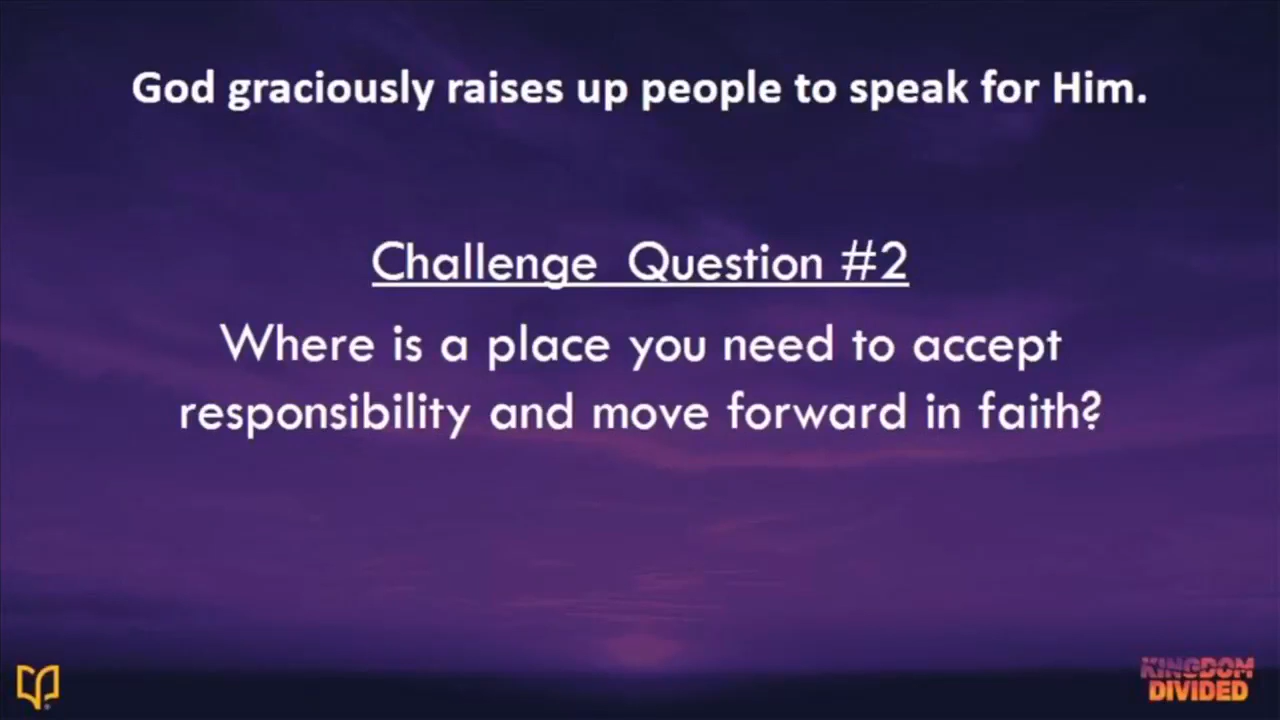 God graciously raises up people to speak for Him.
Challenge Question #2
Where is a place you need to accept
responsibility and move forward in faith?
KINGDOM
DIVIDED